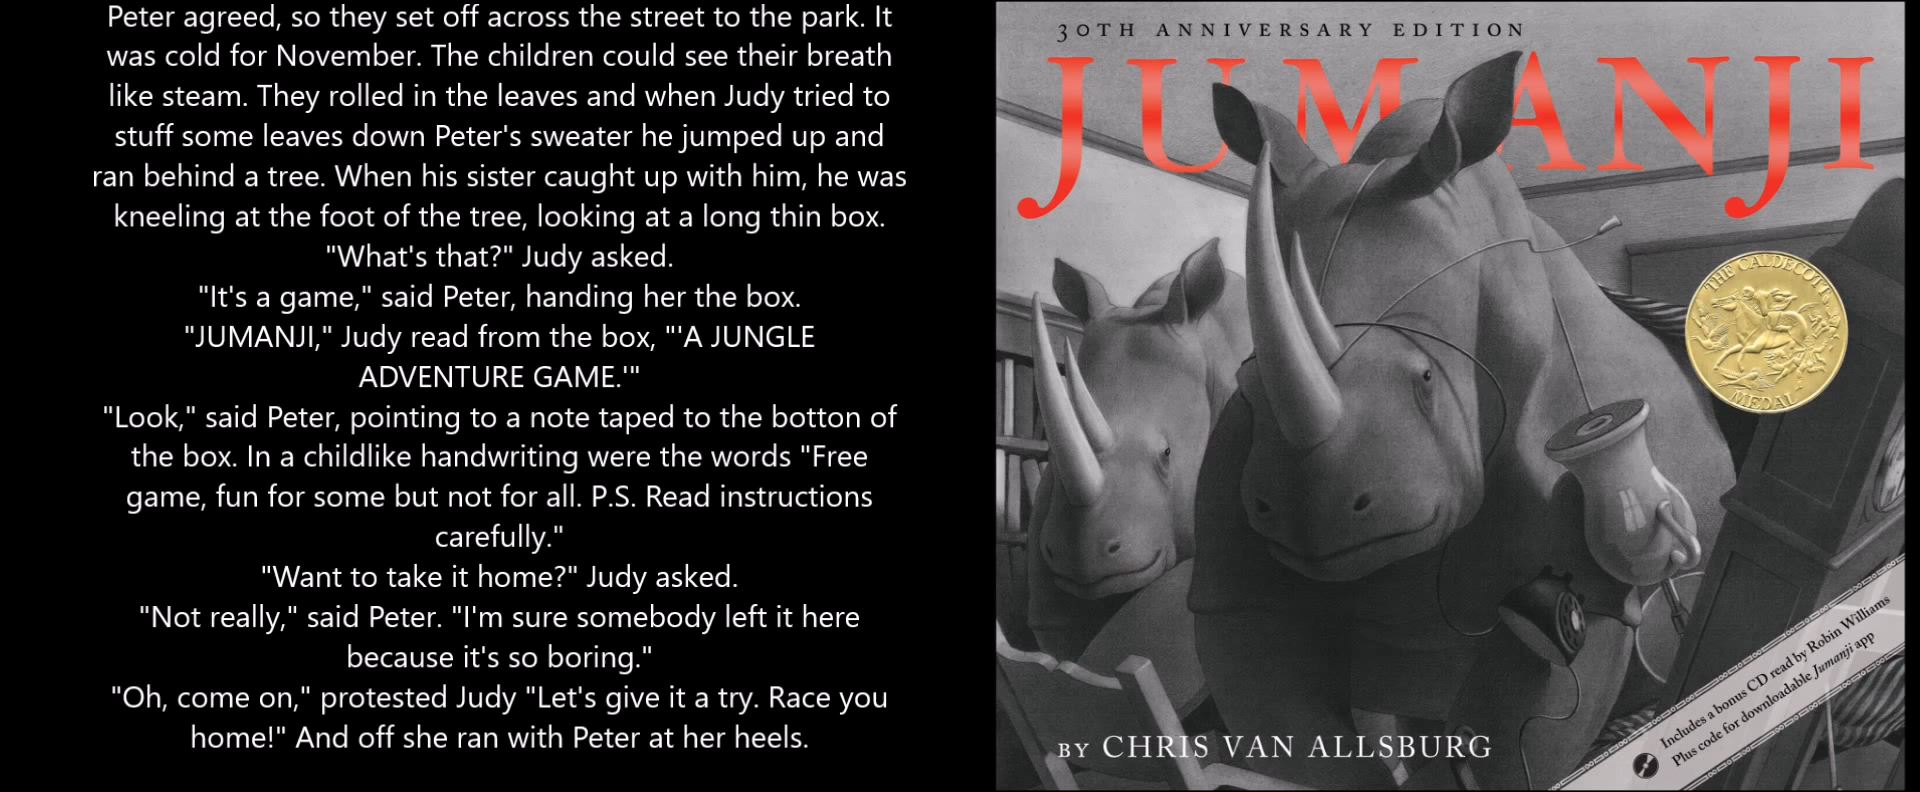 Peter agreed, so they set off across the street to the park. It
was cold for November. The children could see their breath
like steam. They rolled in the leaves and when Judy tried to
stuff some leaves down Peter's sweater he jumped up and
ran behind a tree. When his sister caught up with him, he was
kneeling at the foot of the tree, looking at a long thin box.
"What's that?" Judy asked.
"It's a game," said Peter, handing her the box.
"JUMANJI," Judy read from the box, "'A JUNGLE
ADVENTURE GAME.'"
"Look," said Peter, pointing to a note taped to the botton of
the box. In a childlike handwriting were the words "Free
game, fun for some but not for all. P.S. Read instructions
carefully."
"Want to take it home?" Judy asked.
"Not really," said Peter. "I'm sure somebody left it here
because it's so boring."
"Oh, come on," protested Judy "Let's give it a try. Race you
home!" And off she ran with Peter at her heels.
30TH ANNIVERSARY EDITION
JUMANJI
THE CALDECOTT
MEDAL
Includes a bonus CD read by Robin Williams
Plus code for downloadable Jumanji app
BY CHRIS VAN ALLSBURG